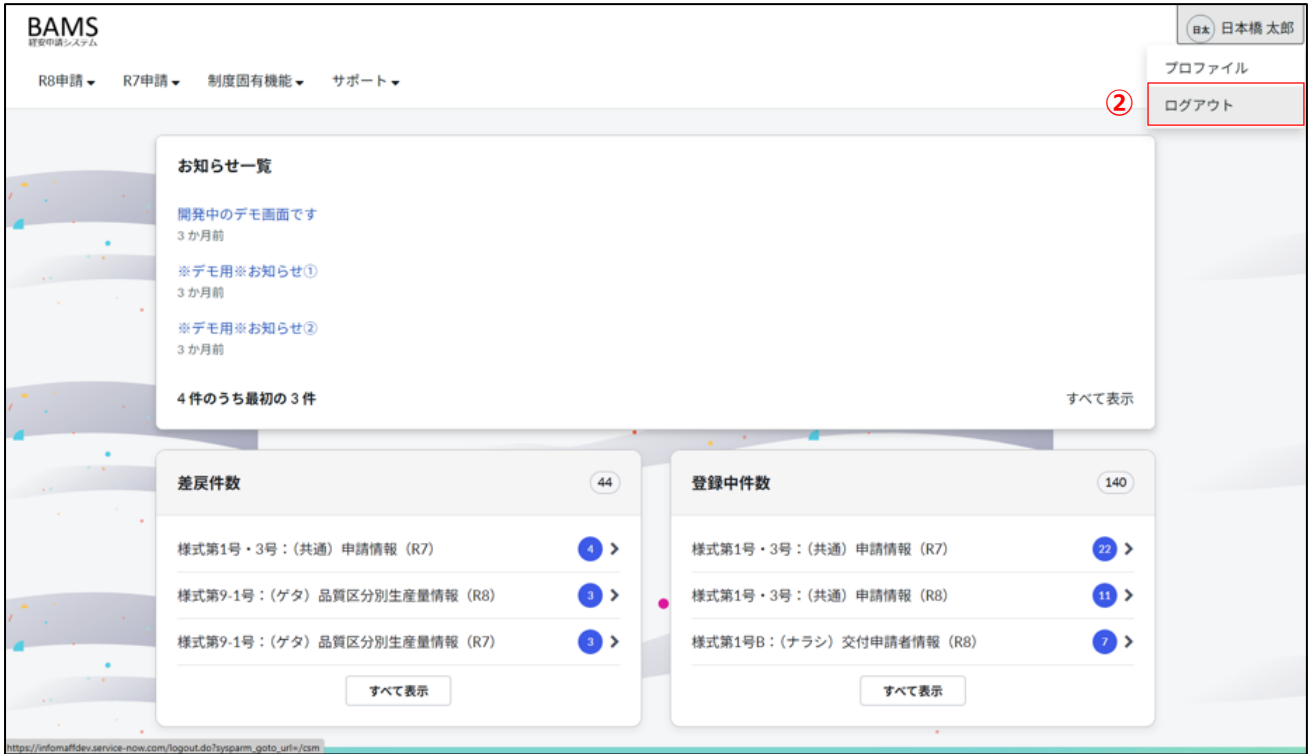 BAMS
経安申請システム
日太 日本橋 太郎
プロファイル
② ログアウト
R8申請 R7申請 制度固有機能 サポート
お知らせ一覧
開発中のデモ画面です
3 か月前
※デモ用※お知らせ①
3 か月前
※デモ用※お知らせ②
3 か月前
4 件のうち最初の 3 件 すべて表示
差戻件数 44
様式第1号・3号：（共通）申請情報（R7） 4
様式第9-1号：（ゲタ）品質区分別生産量情報（R8） 3
様式第9-1号：（ゲタ）品質区分別生産量情報（R7） 3
すべて表示
登録中件数 140
様式第1号・3号：（共通）申請情報（R7） 22
様式第1号・3号：（共通）申請情報（R8） 11
様式第1号B：（ナラシ）交付申請者情報（R8） 7
すべて表示
https://infomaffdev.service-now.com/logout.do?sysparm_goto_url=/csm